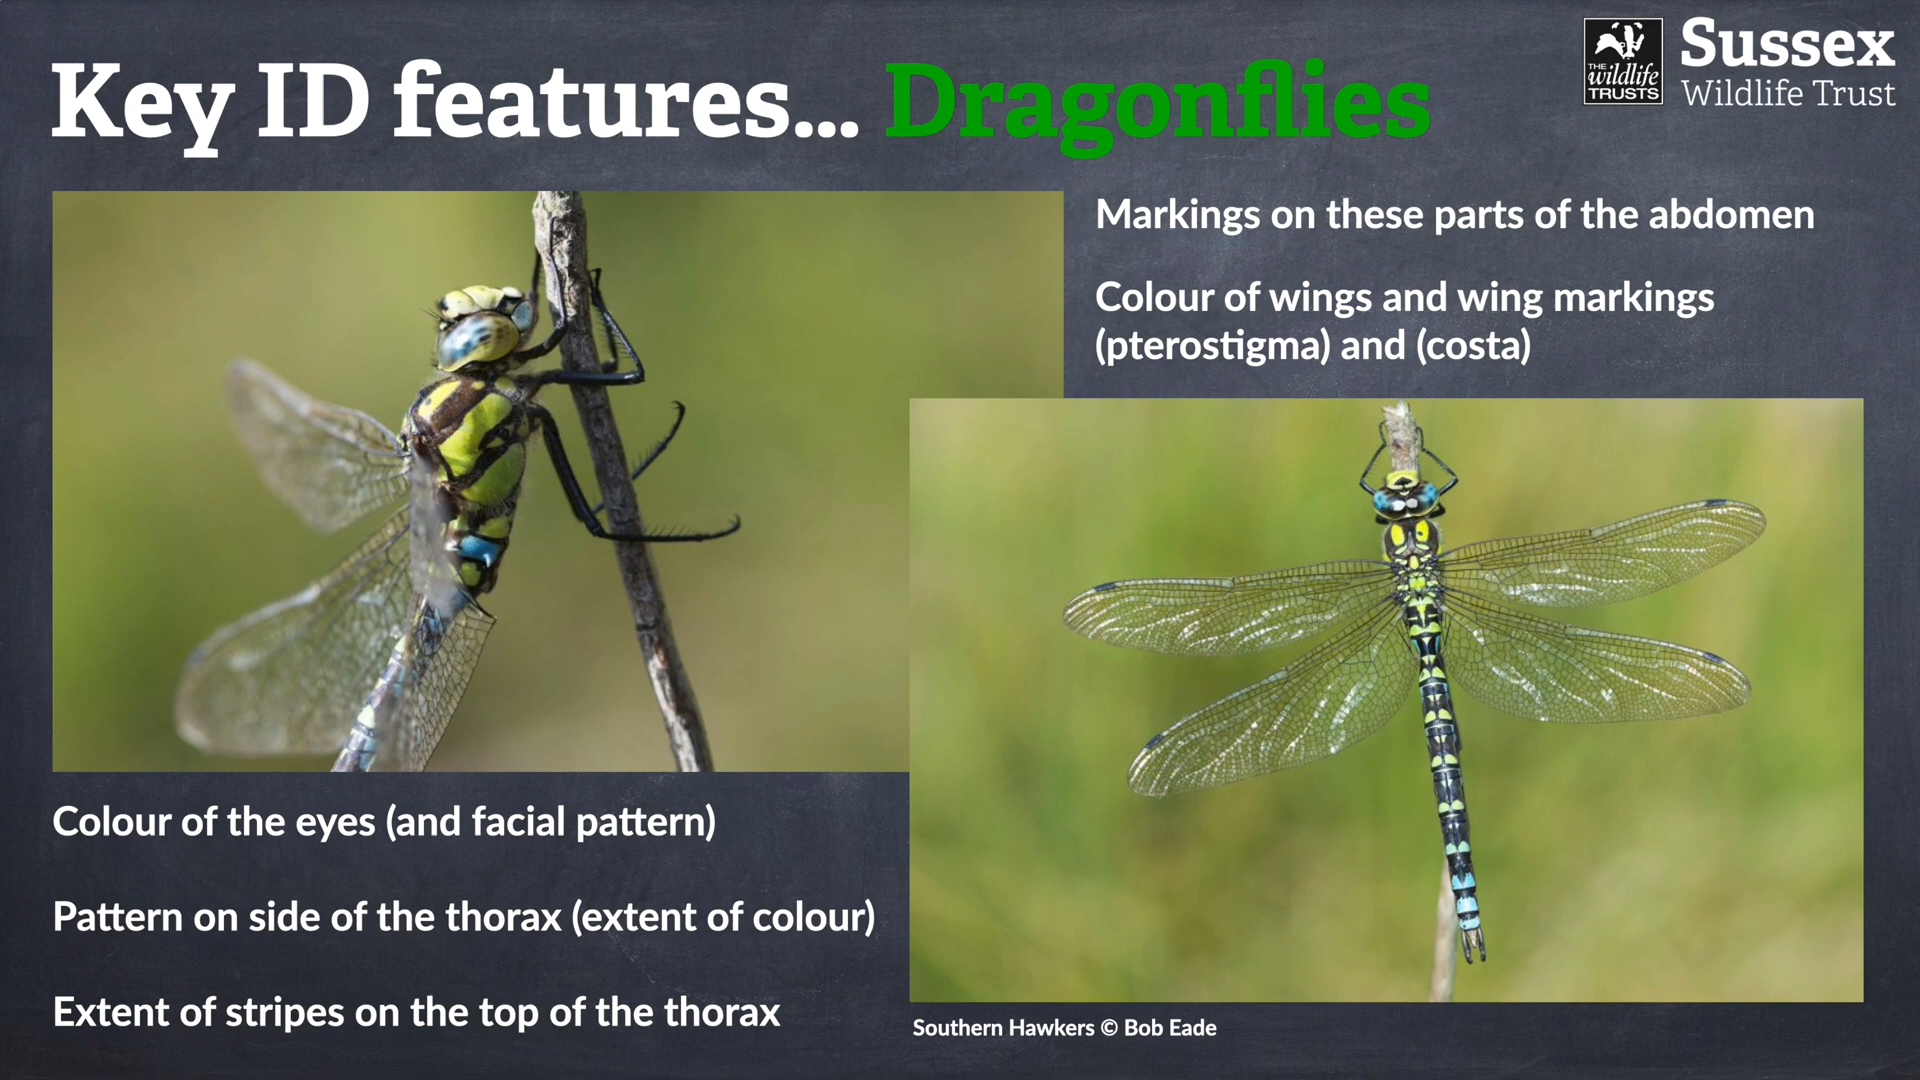 Key ID features... Dragonflies
THE
wildlife
TRUSTS
Sussex
Wildlife Trust
Markings on these parts of the abdomen
Colour of wings and wing markings
(pterostigma) and (costa)
Colour of the eyes (and facial pattern)
Pattern on side of the thorax (extent of colour)
Extent of stripes on the top of the thorax
Southern Hawkers © Bob Eade